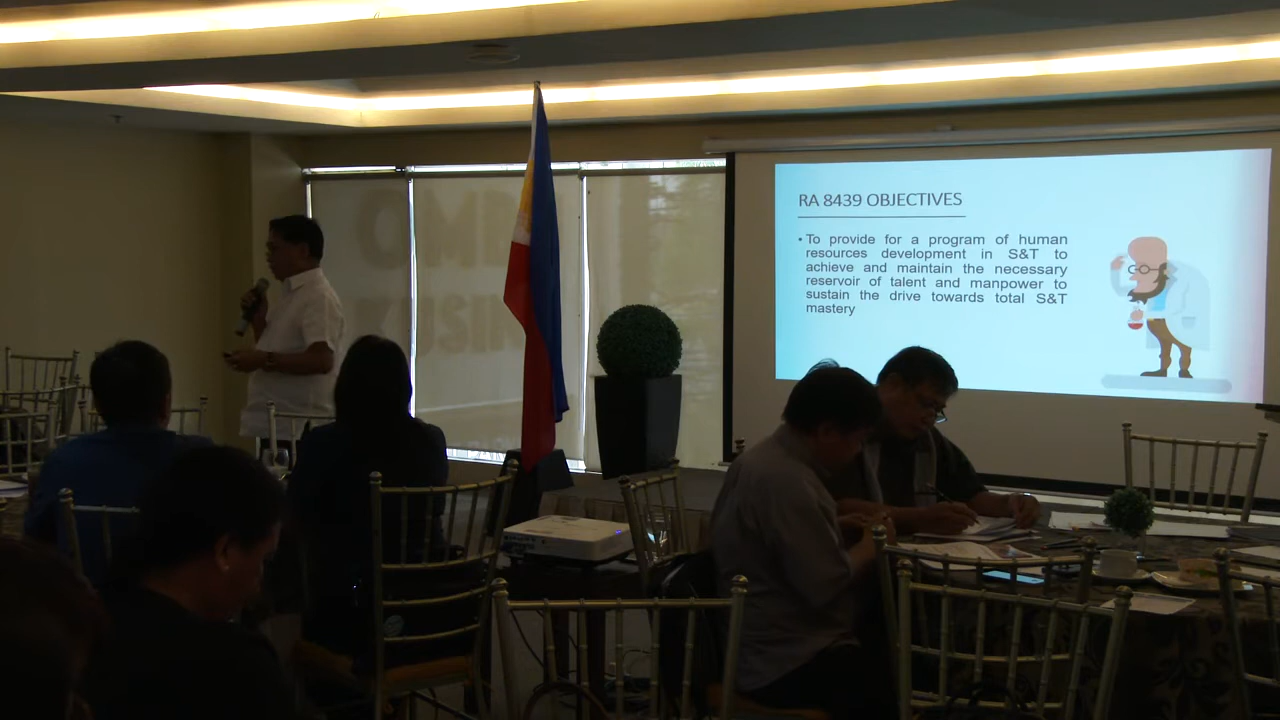 RA 8439 OBJECTIVES
• To provide for a program of human
resources development in S&T to
achieve and maintain the necessary
reservoir of talent and manpower to
sustain the drive towards total S&T
mastery